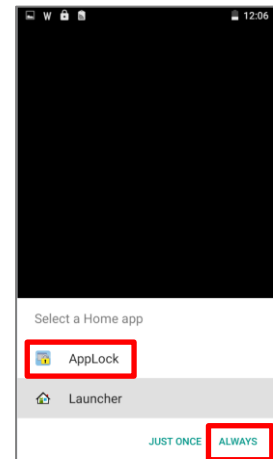 W 12:06
Select a Home app
AppLock
Launcher
JUST ONCE ALWAYS